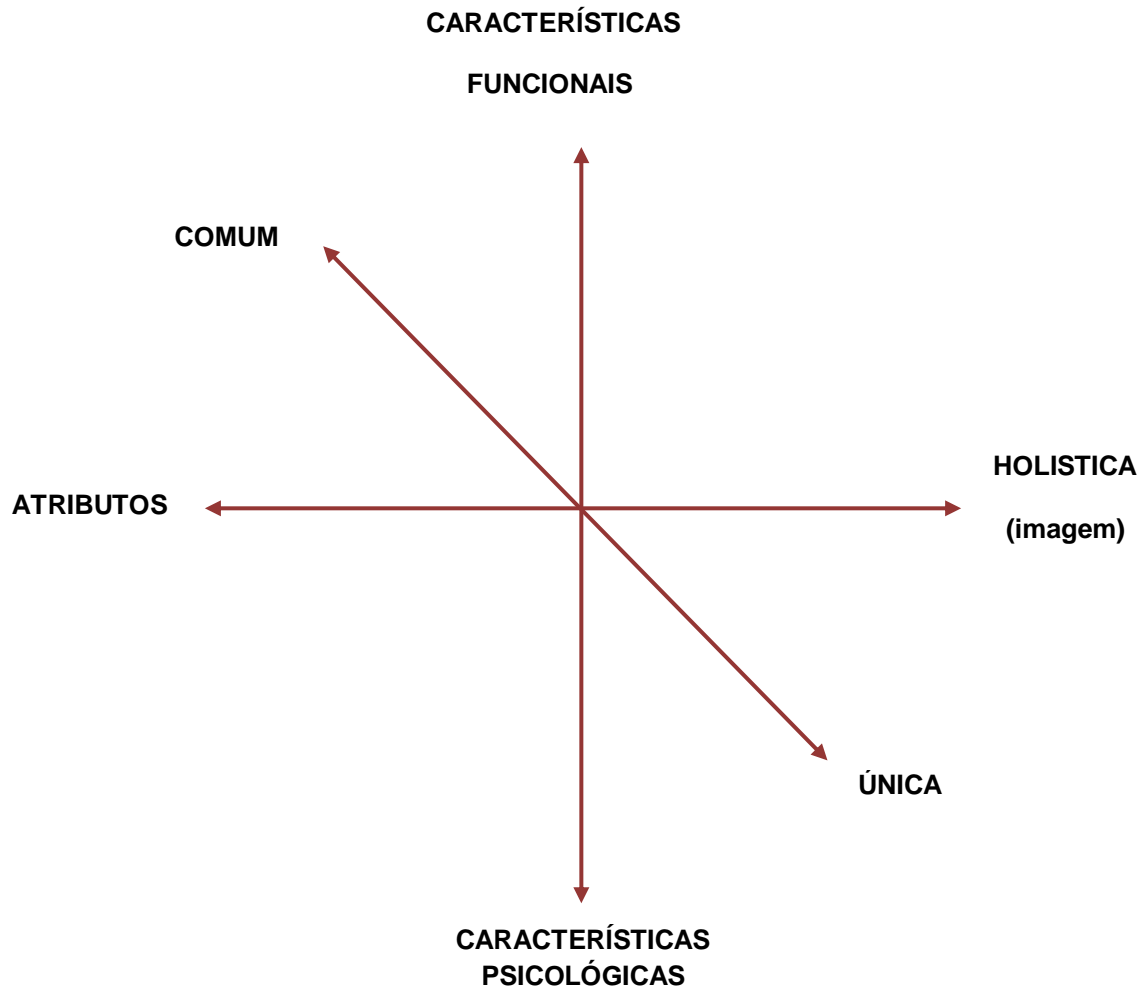 CARACTERÍSTICAS
FUNCIONAIS
COMUM
HOLISTICA
ATRIBUTOS
(imagem)
ÚNICA
CARACTERÍSTICAS
PSICOLÓGICAS